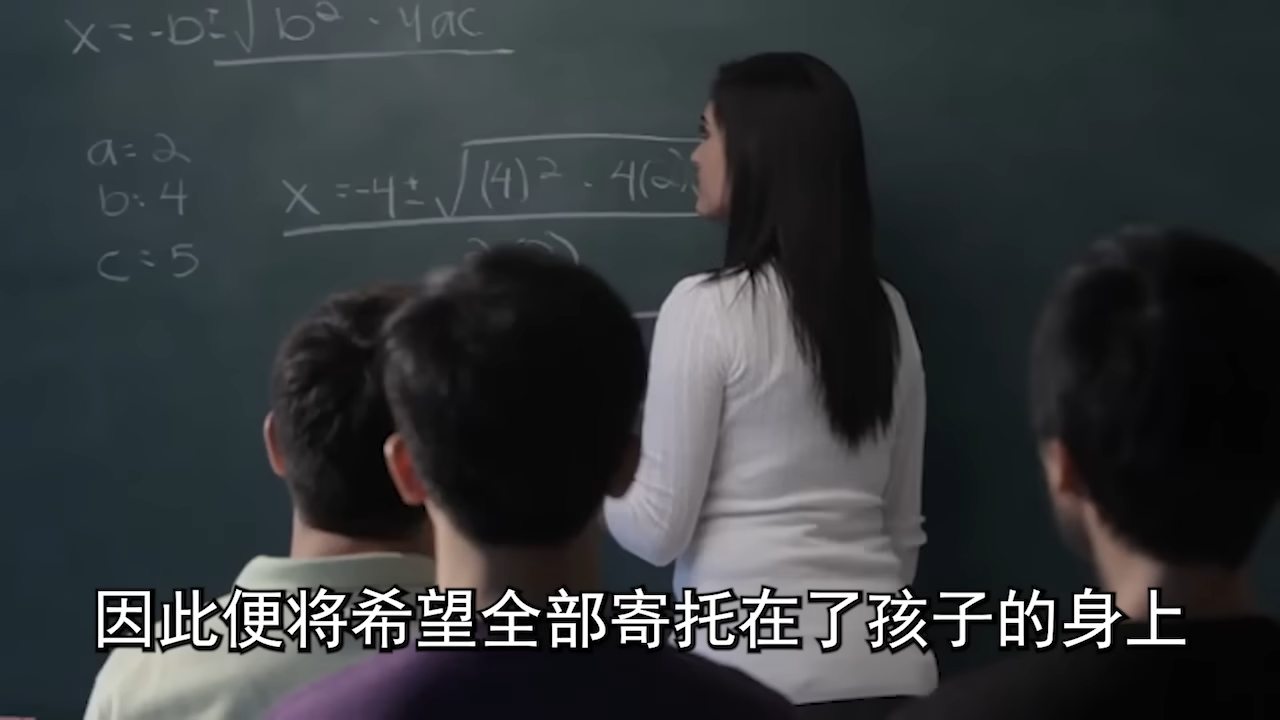 x = -b ± √ b² - 4ac
a = 2
x = -4 ± √ (4)² - 4(2)
b: 4
c = 5
因此便将希望全部寄托在了孩子的身上